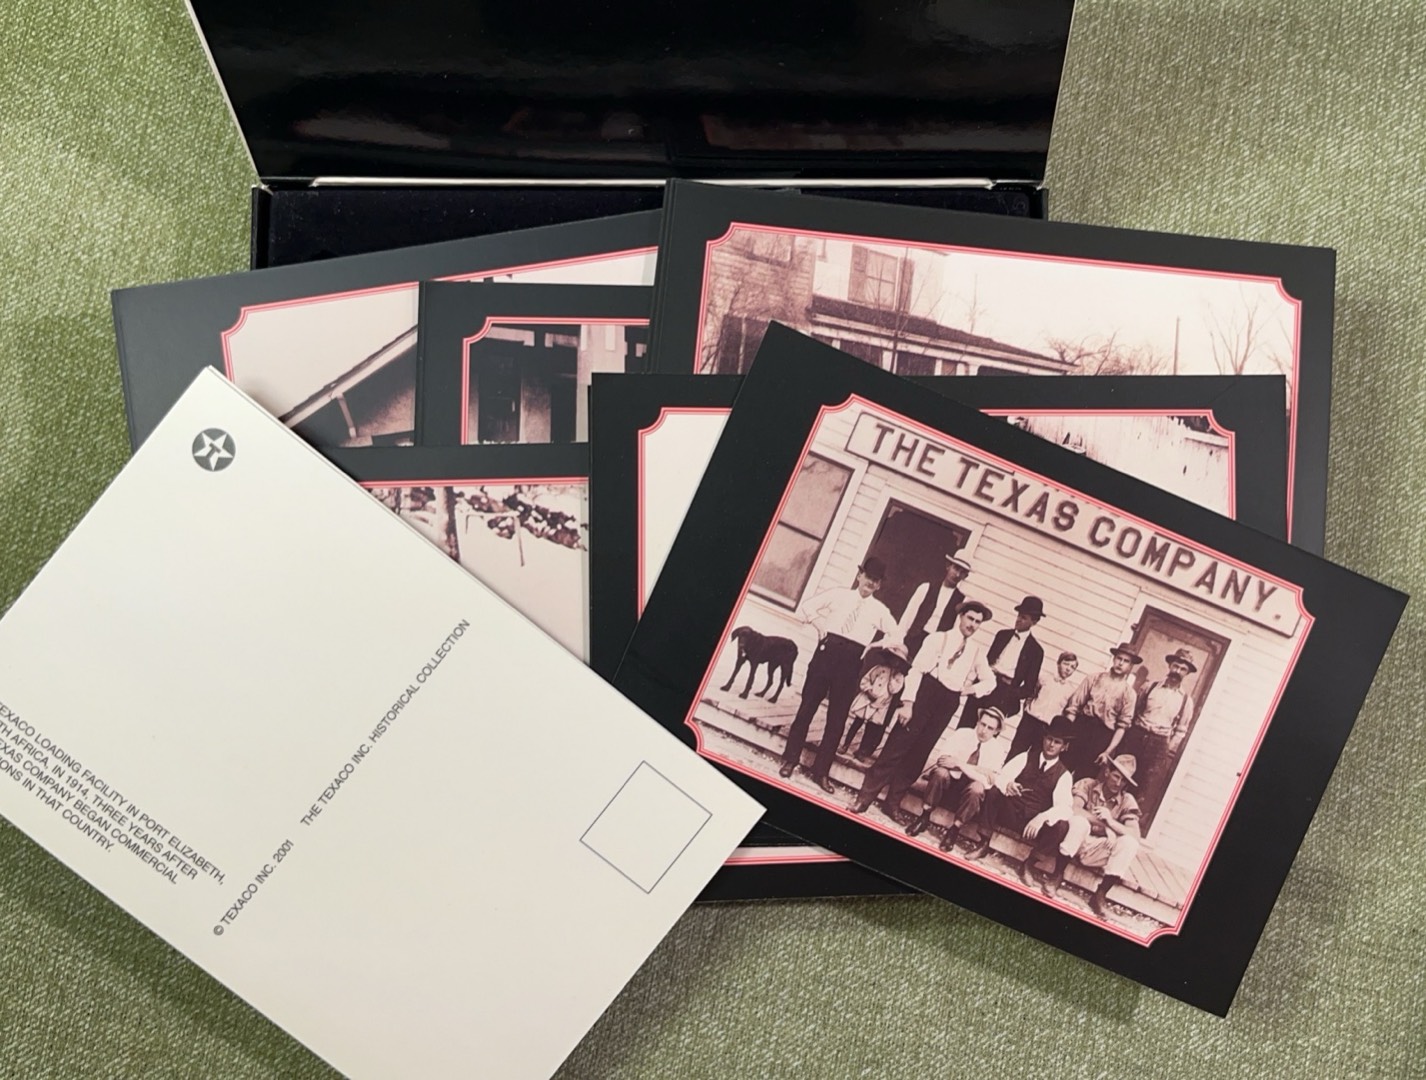 THE TEXAS COMPANY.
LOADING FACILITY IN PORT ELIZABETH,
AFRICA, IN 1914, THREE YEARS AFTER
COMPANY BEGAN COMMERCIAL
IN THAT COUNTRY.
© TEXACO INC. 2001 THE TEXACO INC. HISTORICAL COLLECTION
T